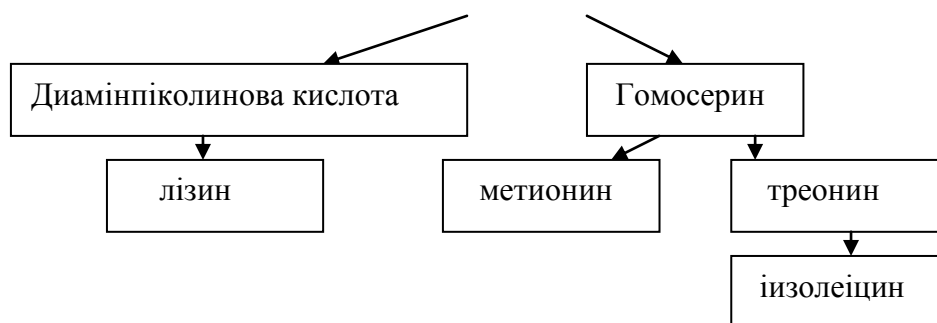 Диамінпіколинова кислота
Гомосерин
лізин
метионин
треонин
іизолеіцин